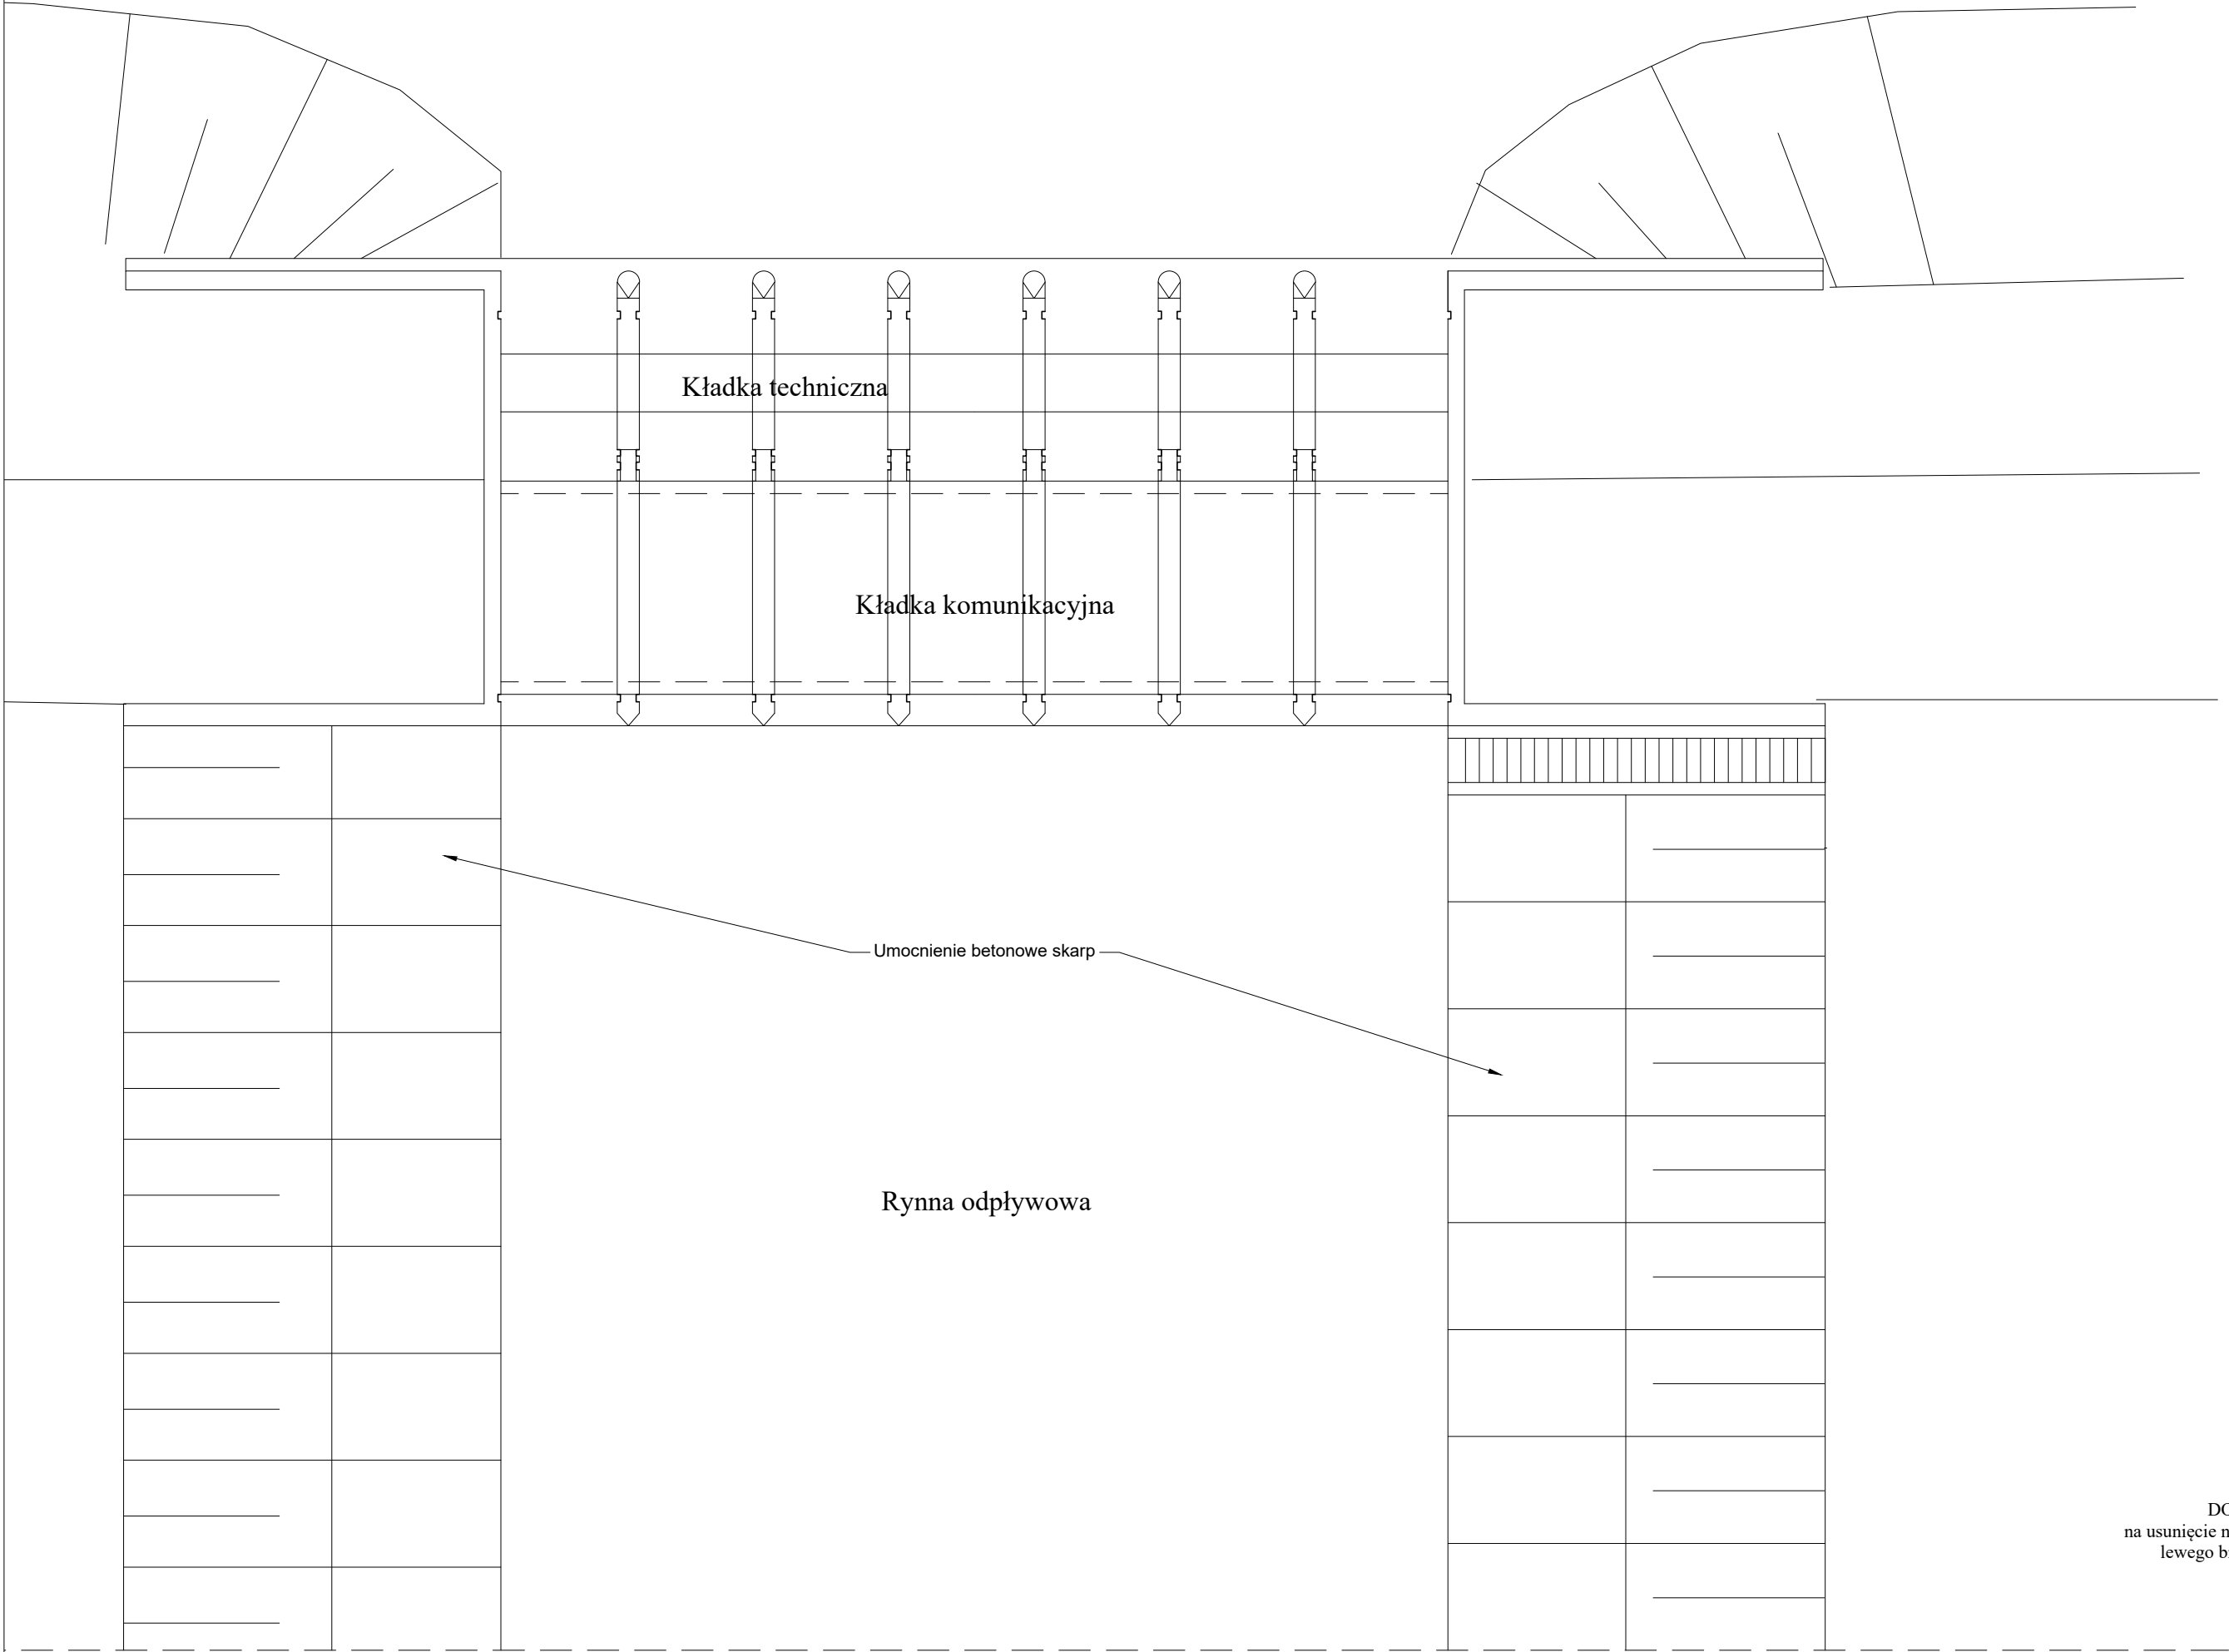 Kładka techniczna
Kładka komunikacyjna
Umocnienie betonowe skarp
Rynna odpływowa
na usunięcie
lewego